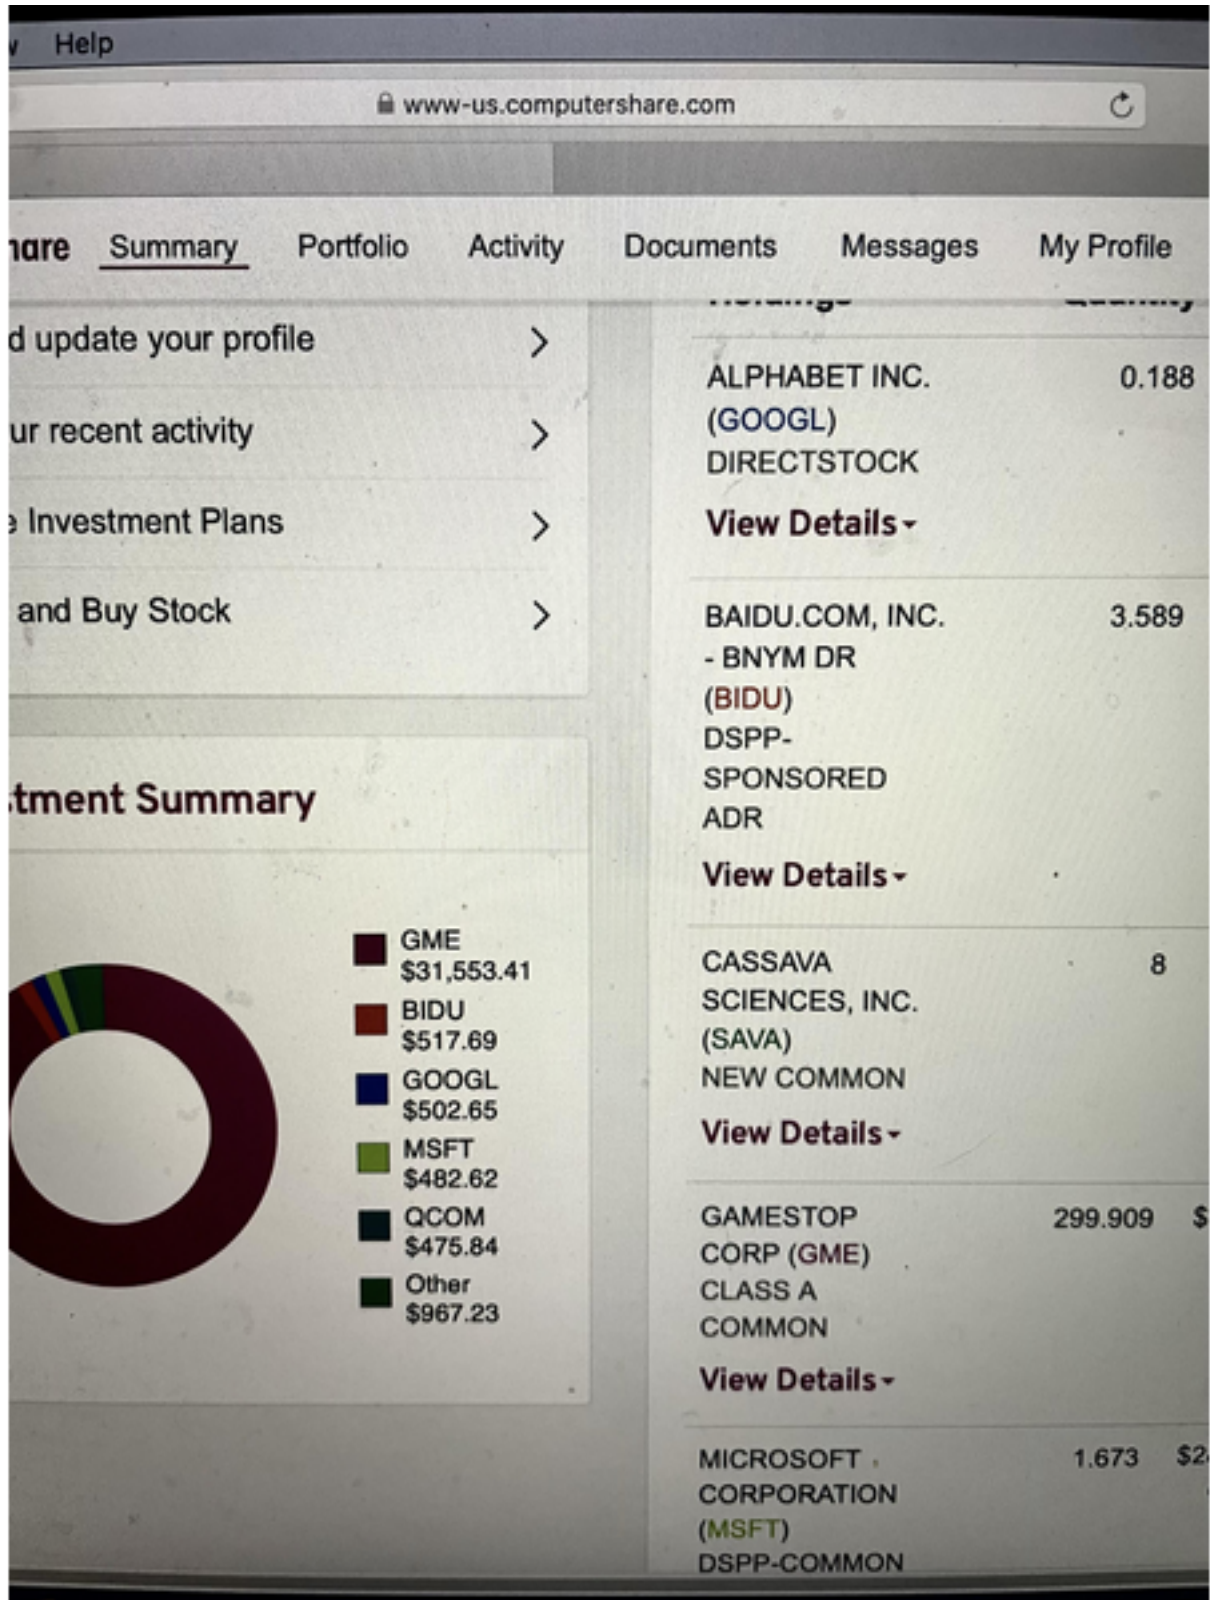 Help
www-us.computershare.com
hare Summary Portfolio Activity Documents Messages My Profile
d update your profile
ur recent activity
e Investment Plans
and Buy Stock
tment Summary
GME
$31,553.41
BIDU
$517.69
GOOGL
$502.65
MSFT
$482.62
QCOM
$475.84
Other
$967.23
Holdings Quantity
ALPHABET INC. 0.188
(GOOGL)
DIRECTSTOCK
View Details
BAIDU.COM, INC. 3.589
- BNYM DR
(BIDU)
DSPP-
SPONSORED
ADR
View Details
CASSAVA 8
SCIENCES, INC.
(SAVA)
NEW COMMON
View Details
GAMESTOP 299.909 $
CORP (GME)
CLASS A
COMMON
View Details
MICROSOFT 1.673 $2
CORPORATION
(MSFT)
DSPP-COMMON